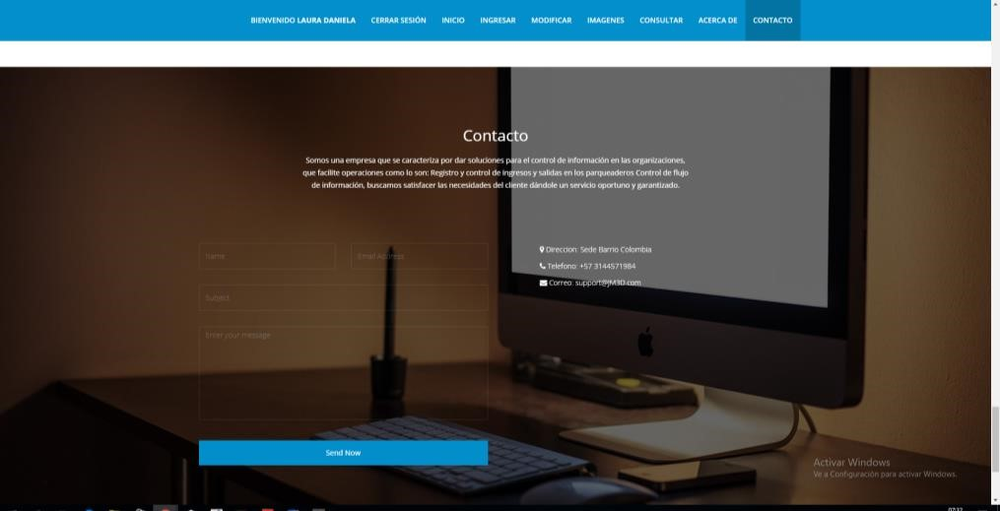 BIENVENIDO LAURA DANIELA CERRAR SESIÓN INICIO INGRESAR MODIFICAR IMAGENES CONSULTAR ACERCA DE CONTACTO
Contacto
Somos una empresa que se caracteriza por dar soluciones para el control de información en las organizaciones,
que facilite operaciones como lo son: Registro y control de ingresos y salidas en los parqueaderos Control de flujo
de información, buscamos satisfacer las necesidades del cliente dándole un servicio oportuno y garantizado.
Name Email Address
Subject
Enter your message
Send Now
Direccion: Sede Barrio Colombia
Telefono: +57 3144571984
Correo: support@JM3D.com
Activar Windows
Ve a Configuración para activar Windows.
07:32